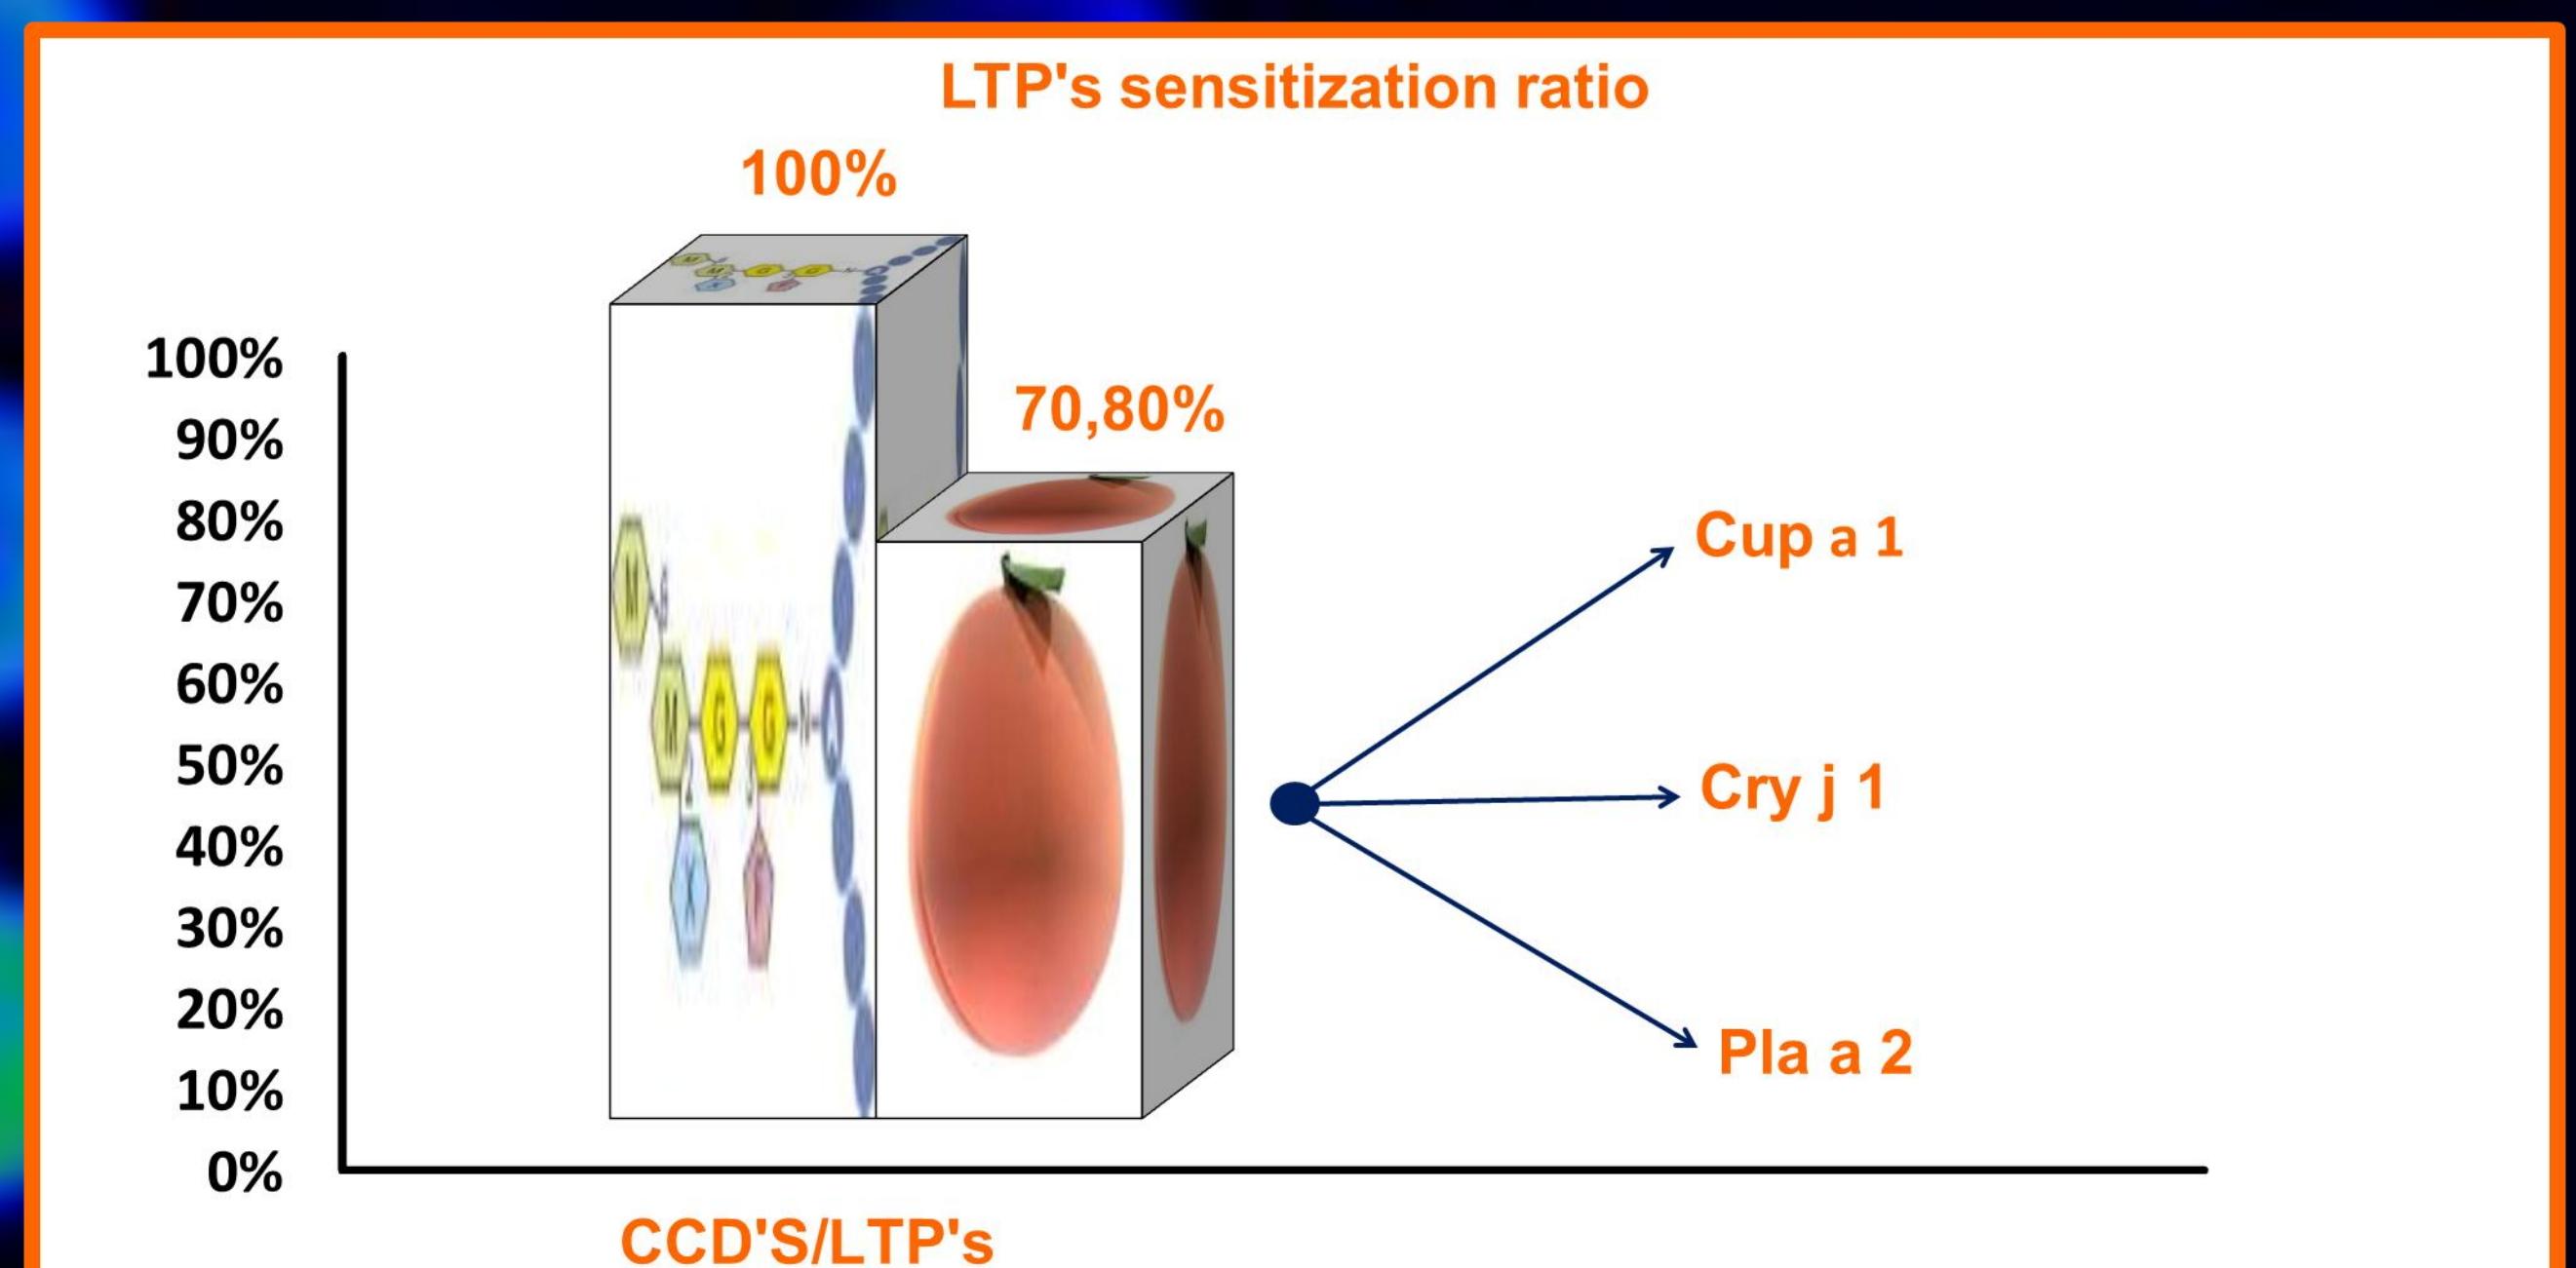 LTP's sensitization ratio
100%
70,80%
100%
90%
80%
70%
60%
50%
40%
30%
20%
10%
0%
M
M G G N
X
Cup a 1
Cry j 1
Pla a 2
CCD'S/LTP's